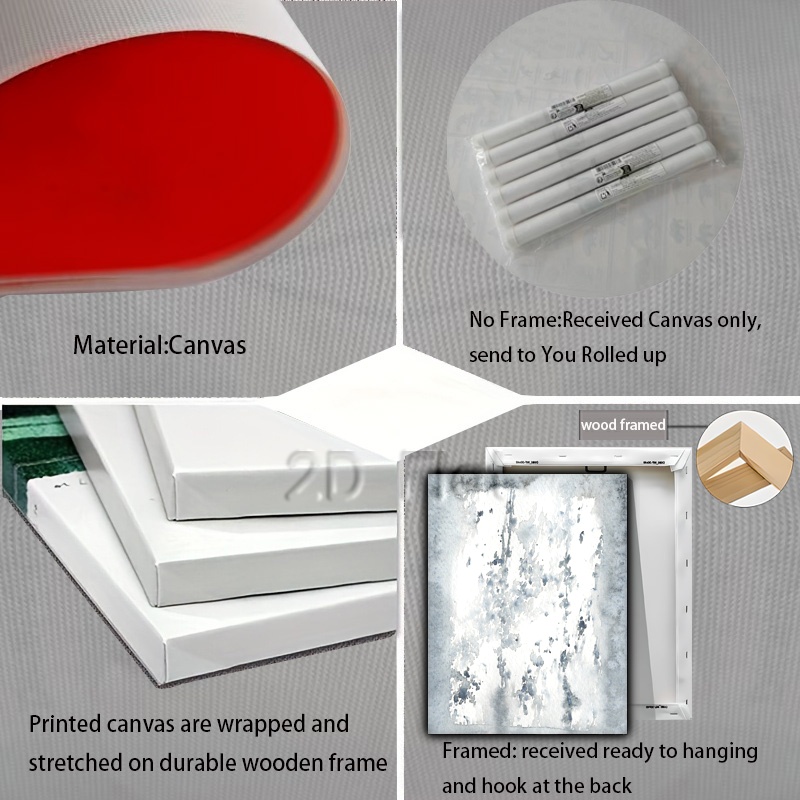 Material:Canvas
No Frame:Received Canvas only,
send to You Rolled up
2D
wood framed
Printed canvas are wrapped and
stretched on durable wooden frame
Framed: received ready to hanging
and hook at the back